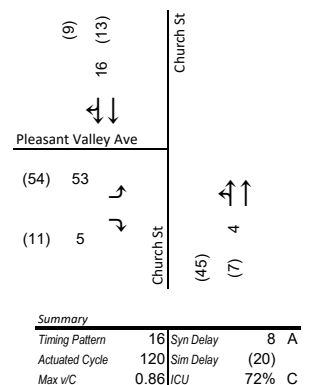 (9) (13)
16
Church St
Pleasant Valley Ave
(54) 53
(11) 5
Church St
4
(45) (7)
Summary
Timing Pattern 16 Syn Delay 8 A
Actuated Cycle 120 Sim Delay (20)
Max v/C 0.86 ICU 72% C